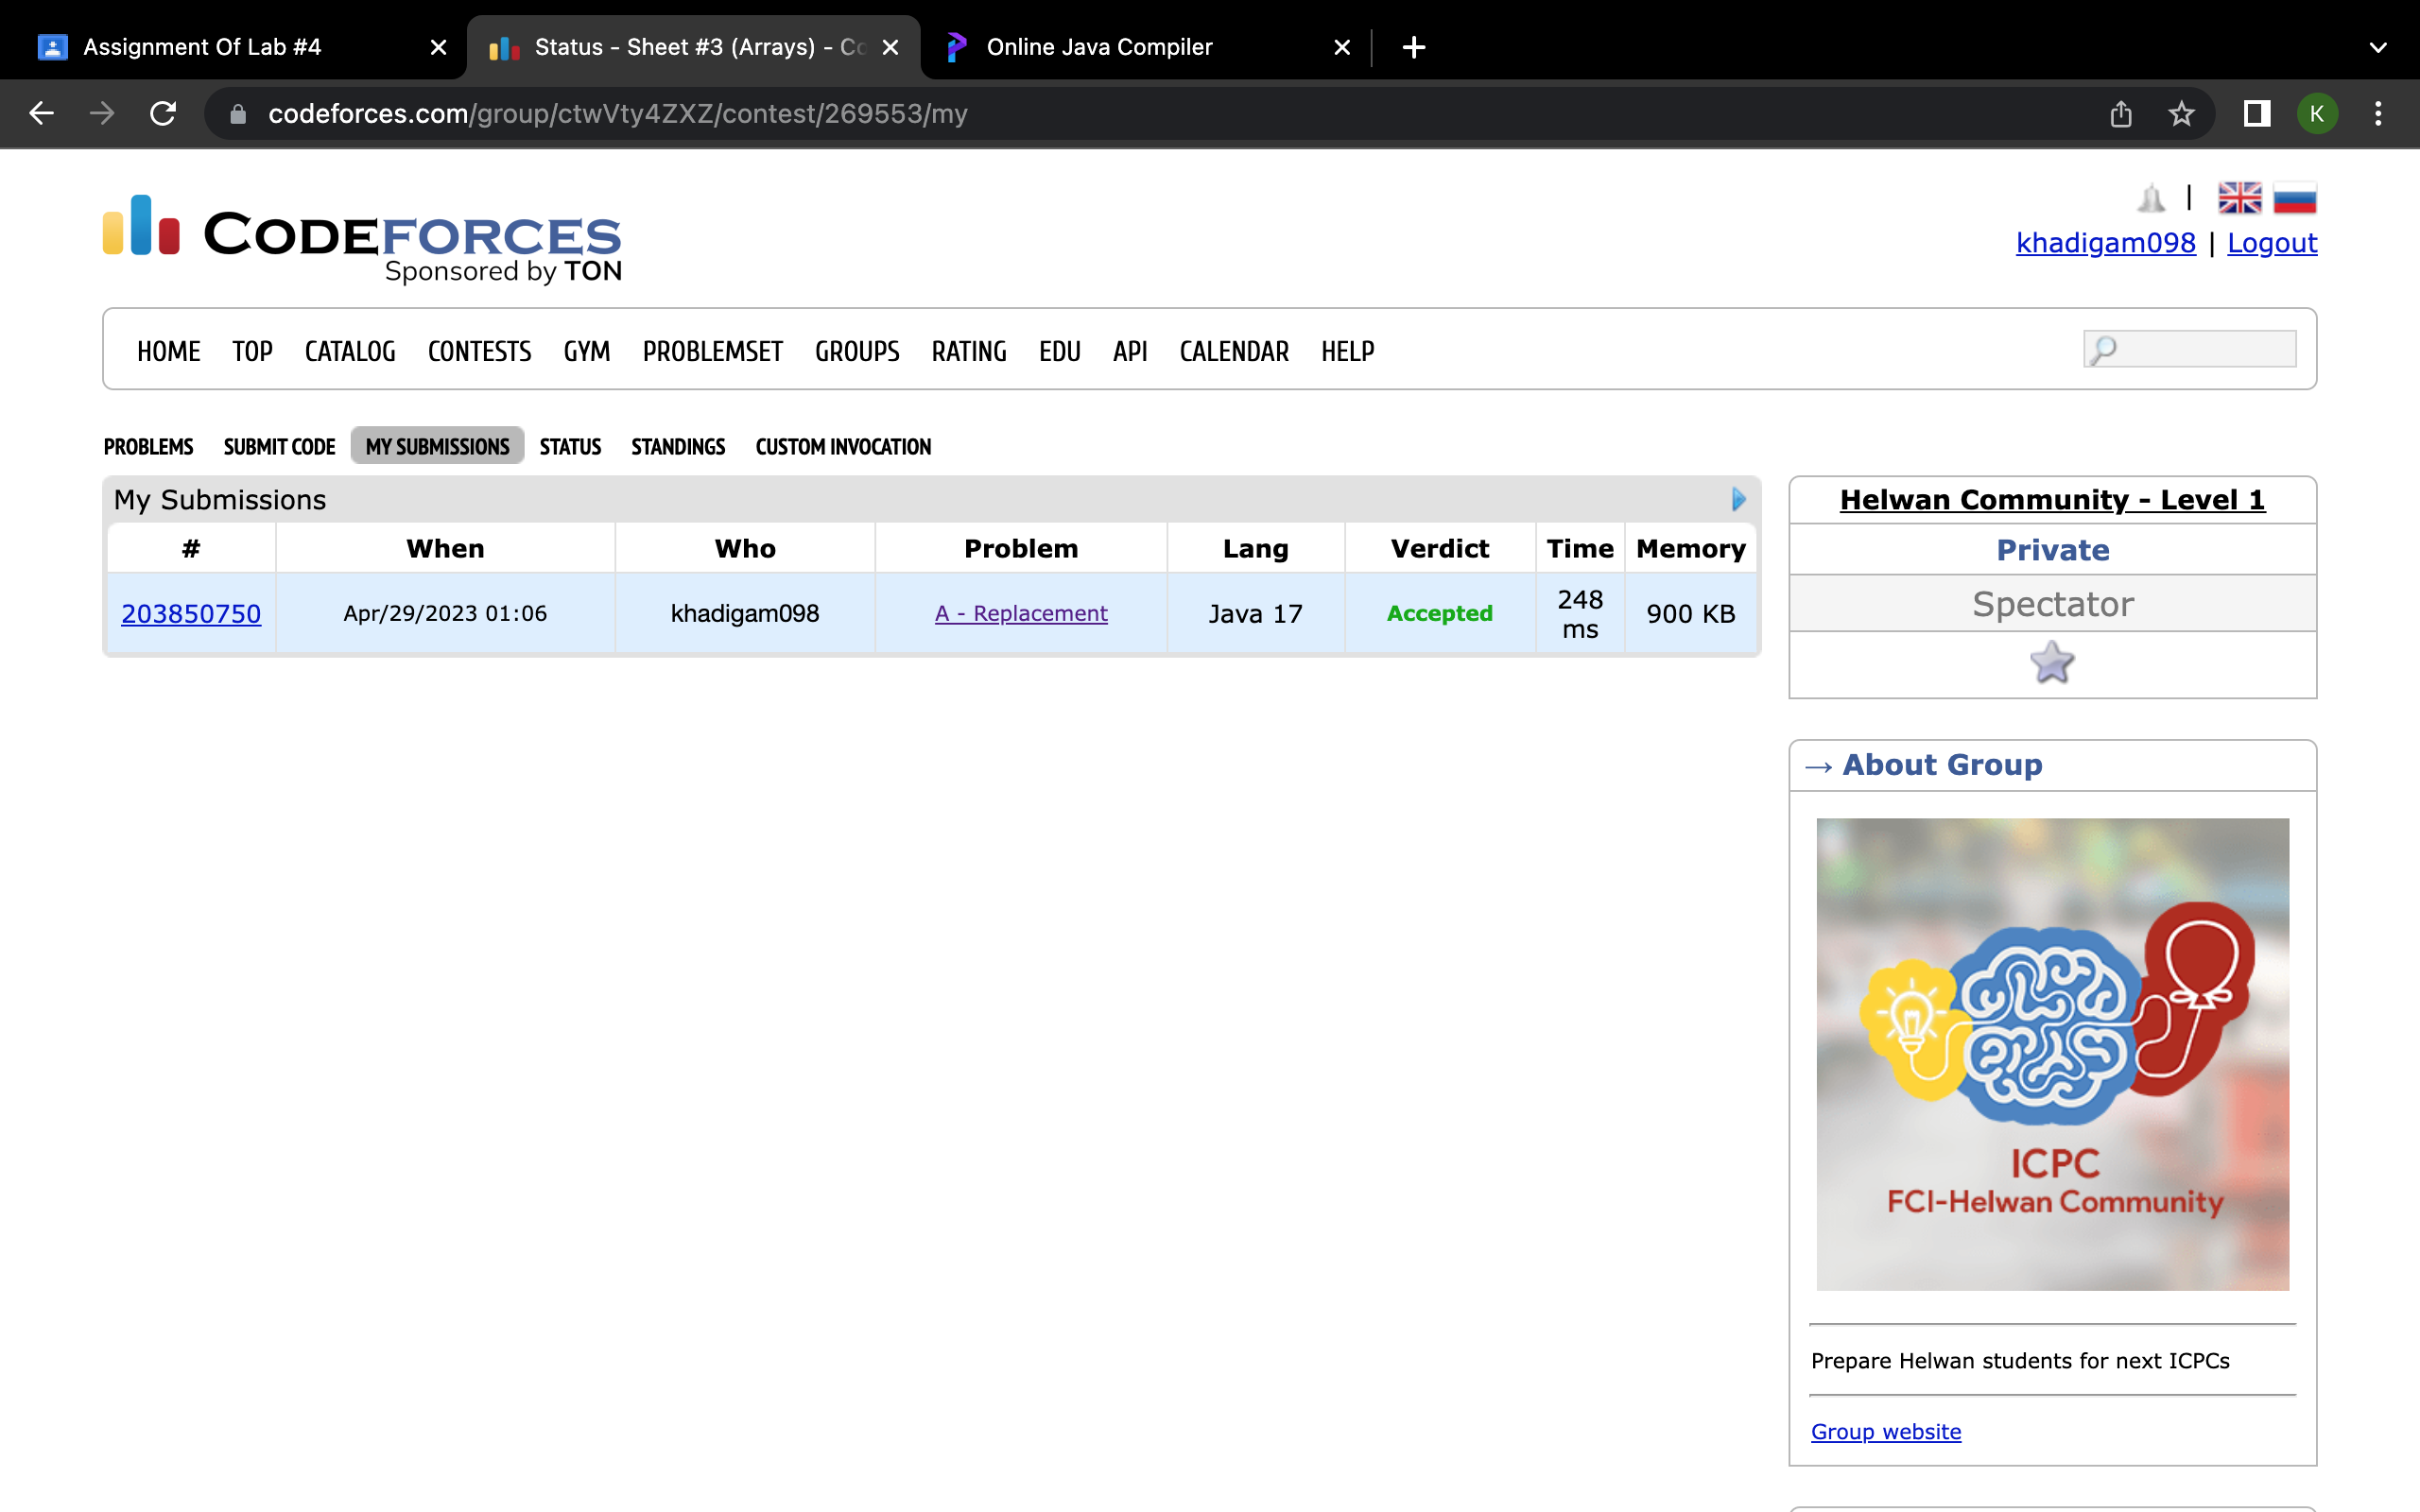 Assignment Of Lab #4
Status - Sheet #3 (Arrays) - Co
Online Java Compiler
codeforces.com/group/ctwVty4ZXZ/contest/269553/my
K
CODEFORCES
Sponsored by TON
|
khadigam098 | Logout
HOME TOP CATALOG CONTESTS GYM PROBLEMSET GROUPS RATING EDU API CALENDAR HELP
PROBLEMS SUBMIT CODE MY SUBMISSIONS STATUS STANDINGS CUSTOM INVOCATION
My Submissions
# When Who Problem Lang Verdict Time Memory
203850750 Apr/29/2023 01:06 khadigam098 A - Replacement Java 17 Accepted 248 ms 900 KB
Helwan Community - Level 1
Private
Spectator
→ About Group
ICPC
FCI-Helwan Community
Prepare Helwan students for next ICPCs
Group website